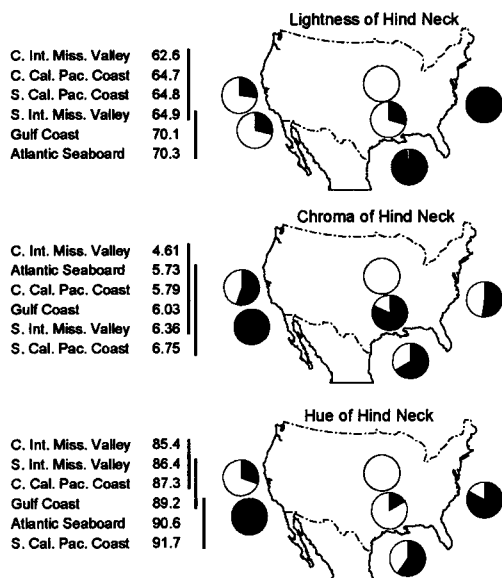 Lightness of Hind Neck
C. Int. Miss. Valley 62.6
C. Cal. Pac. Coast 64.7
S. Cal. Pac. Coast 64.8
S. Int. Miss. Valley 64.9
Gulf Coast 70.1
Atlantic Seaboard 70.3
Chroma of Hind Neck
C. Int. Miss. Valley 4.61
Atlantic Seaboard 5.73
C. Cal. Pac. Coast 5.79
Gulf Coast 6.03
S. Int. Miss. Valley 6.36
S. Cal. Pac. Coast 6.75
Hue of Hind Neck
C. Int. Miss. Valley 85.4
S. Int. Miss. Valley 86.4
C. Cal. Pac. Coast 87.3
Gulf Coast 89.2
Atlantic Seaboard 90.6
S. Cal. Pac. Coast 91.7